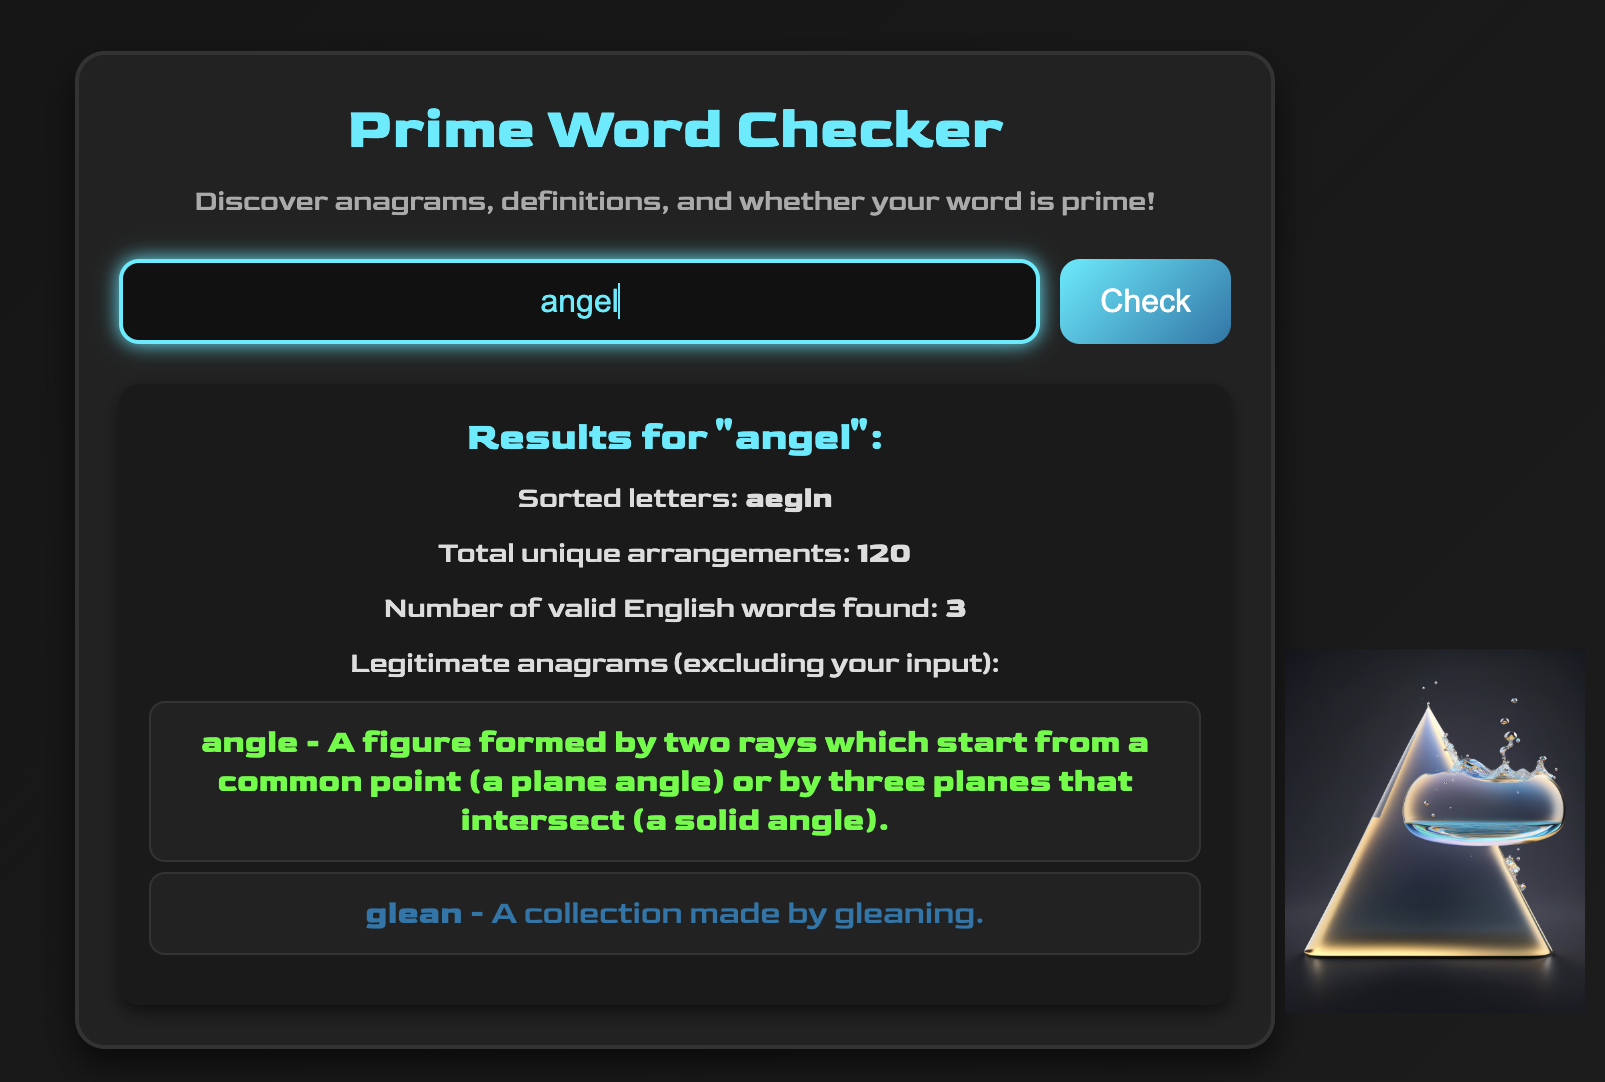 Prime Word Checker
Discover anagrams, definitions, and whether your word is prime!
angel
Check
Results for "angel":
Sorted letters: aegln
Total unique arrangements: 120
Number of valid English words found: 3
Legitimate anagrams (excluding your input):
angle - A figure formed by two rays which start from a
common point (a plane angle) or by three planes that
intersect (a solid angle).
glean - A collection made by gleaning.